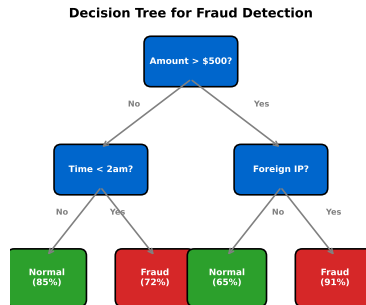 Decision Tree for Fraud Detection
Amount > $500?
No
Yes
Time < 2am?
Foreign IP?
No
Yes
No
Yes
Normal
(85%)
Fraud
(72%)
Normal
(65%)
Fraud
(91%)